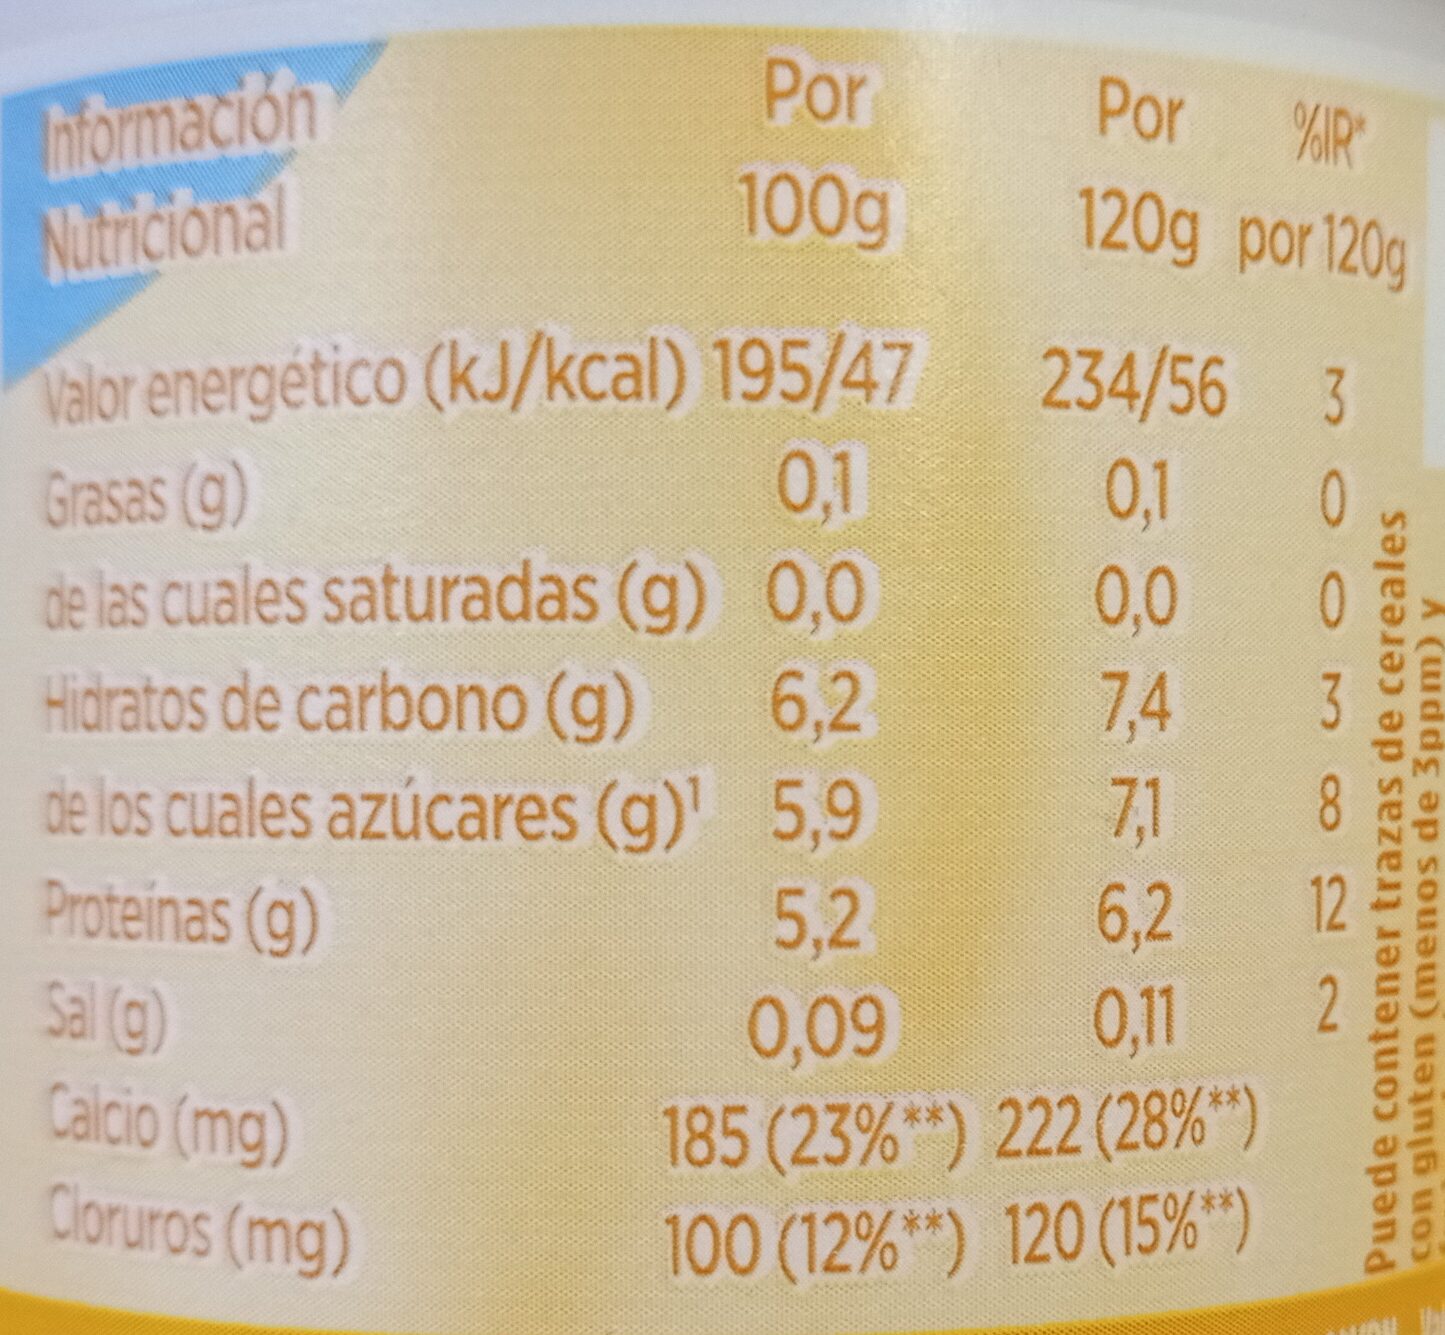 Información Nutricional Por 100g Por 120g %IR* por 120g
Valor energético (kJ/kcal) 195/47 234/56 3
Grasas (g) 0,1 0,1 0
de las cuales saturadas (g) 0,0 0,0 0
Hidratos de carbono (g) 6,2 7,4 3
de los cuales azúcares (g)¹ 5,9 7,1 8
Proteínas (g) 5,2 6,2 12
Sal (g) 0,09 0,11 2
Calcio (mg) 185 (23%**) 222 (28%**)
Cloruros (mg) 100 (12%**) 120 (15%**)
Puede contener trazas de cereales
con gluten (menos de 3ppm) y